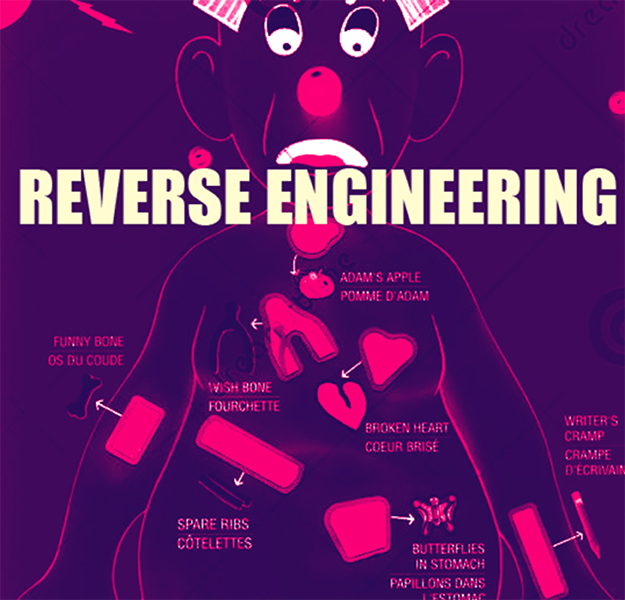 REVERSE ENGINEERING
ADAM'S APPLE
POMME D'ADAM
FUNNY BONE
OS DU COUDE
WISH BONE
FOURCHETTE
BROKEN HEART
COEUR BRISÉ
WRITER'S
CRAMP
CRAMPE
D'ÉCRIVAIN
SPARE RIBS
CÔTELETTES
BUTTERFLIES
IN STOMACH
PAPILLONS DANS
L'ESTOMAC